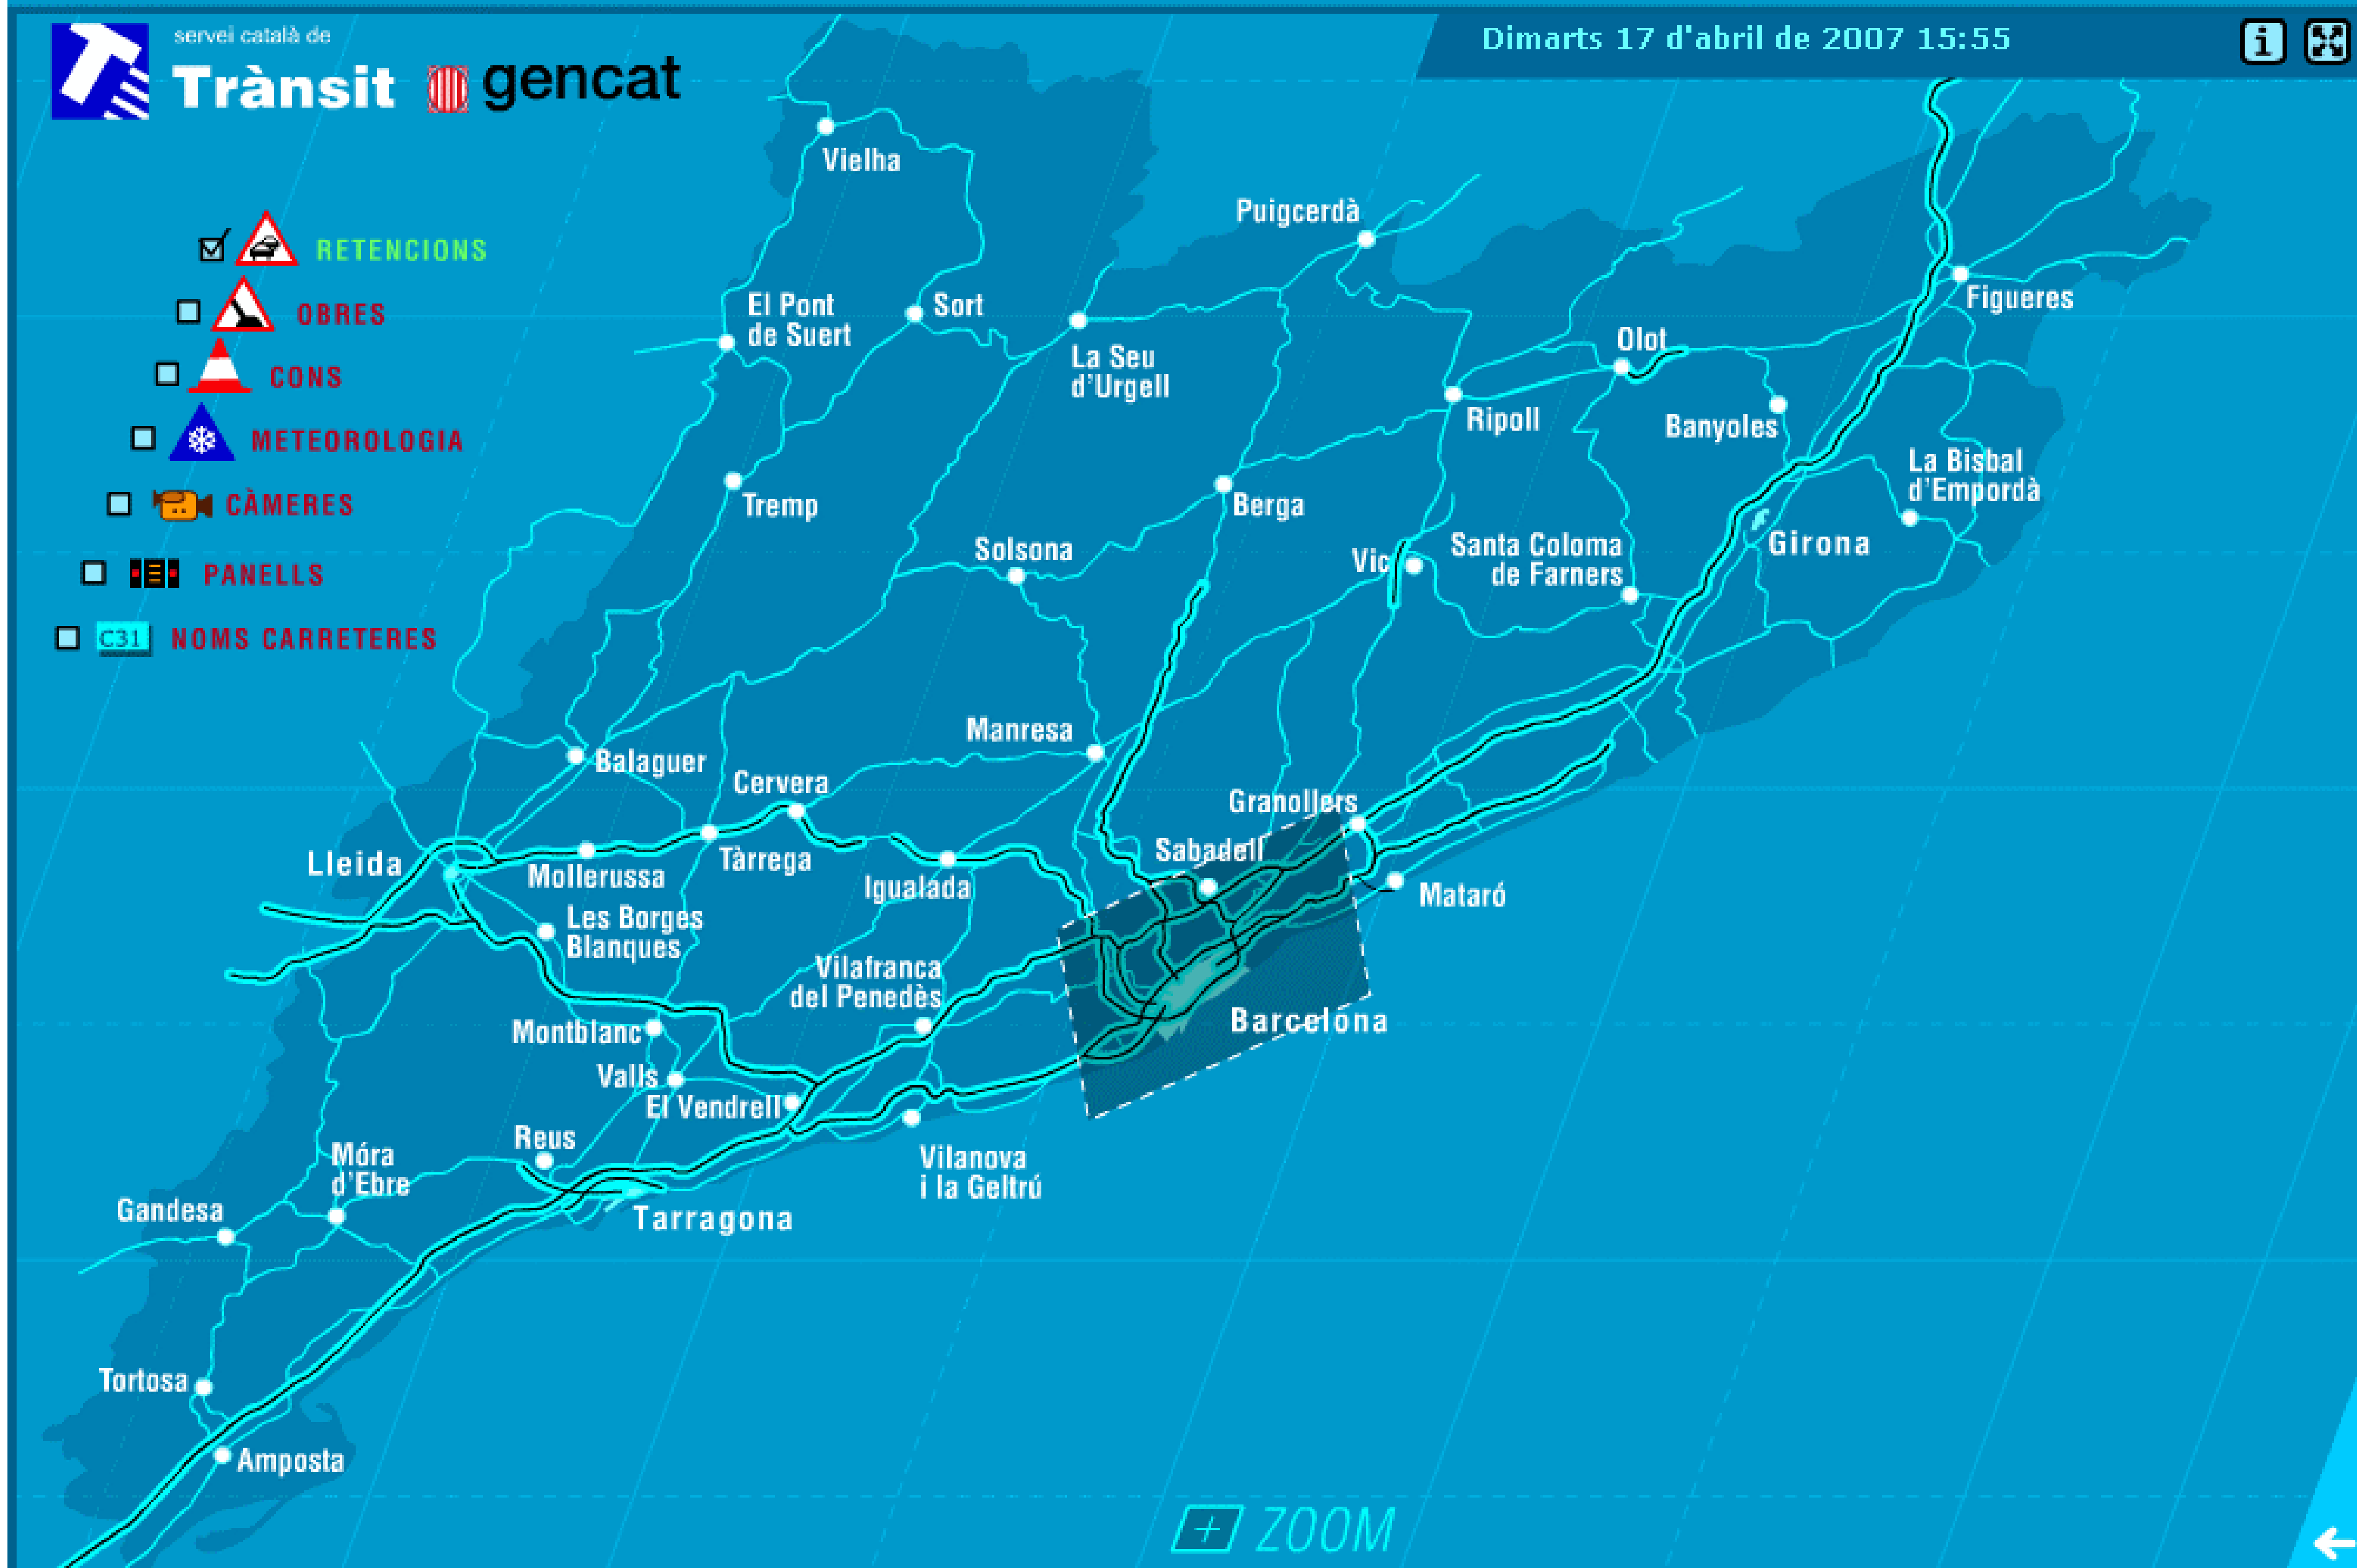 servei català de
Trànsit gencat
Dimarts 17 d'abril de 2007 15:55
i
RETENCIONS
OBRES
CONS
METEOROLOGIA
CÀMERES
PANELLS
C31 NOMS CARRETERES
Vielha
Puigcerdà
El Pont
de Suert
Sort
La Seu
d'Urgell
Figueres
Olot
Ripoll
Banyoles
La Bisbal
d'Empordà
Tremp
Berga
Solsona
Vic
Santa Coloma
de Farners
Girona
Manresa
Balaguer
Cervera
Granollers
Lleida
Mollerussa
Tàrrega
Igualada
Sabadell
Mataró
Les Borges
Blanques
Vilafranca
del Penedès
Barcelona
Montblanc
Valls
El Vendrell
Reus
Móra
d'Ebre
Vilanova
i la Geltrú
Gandesa
Tarragona
Tortosa
Amposta
+ ZOOM